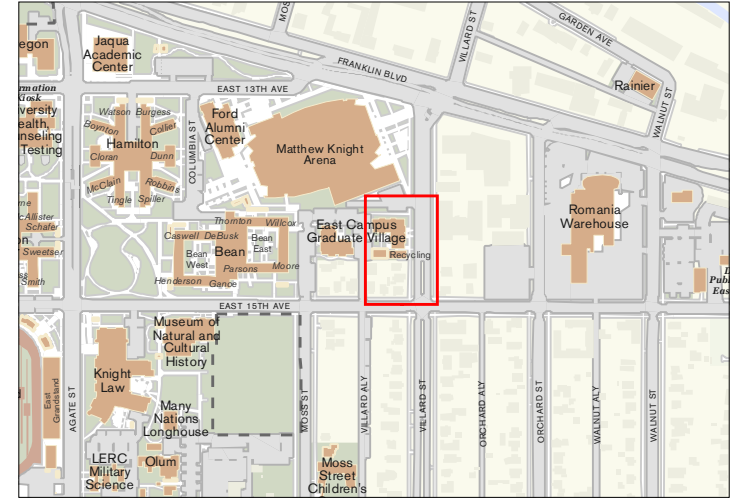 MOSS
VILLARD ST
GARDEN AVE
Jaqua
Academic
Center
FRANKLIN BLVD
Rainier
EAST 13TH AVE
WALNUT ST
Watson
Burgess
Boynton
Collier
Hamilton
Cloran
Dunn
McClain
Robbins
Tingle
Spiller
COLUMBIA ST
Ford
Alumni
Center
Matthew Knight
Arena
Romania
Warehouse
Schafer
Sweetser
Smith
Thornton
Willcox
Caswell
DeBusk
Bean
East
Bean
Bean
West
Parsons
Moore
Henderson
Gance
East Campus
Graduate Village
Recycling
EAST 15TH AVE
Museum of
Natural and
Cultural
History
Knight
Law
East
Grandstand
AGATE ST
Many
Nations
Longhouse
LERC
Military
Science
Olum
MOSS ST
Moss
Street
Children's
VILLARD ALY
VILLARD ST
ORCHARD ALY
ORCHARD ST
WALNUT ALY
WALNUT ST